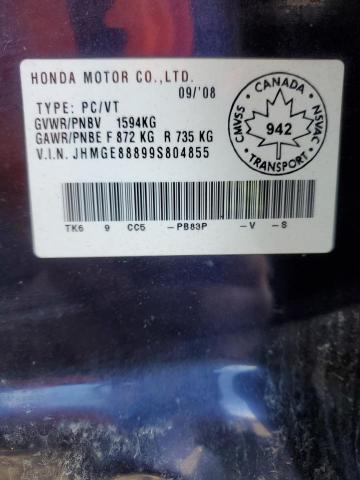 HONDA MOTOR CO.,LTD.
09/'08
TYPE: PC/VT
GVWR/PNBV 1594KG
GAWR/PNBE F 872 KG R 735 KG
V.I.N. JHMGE88899S804855
CANADA
CMVSS
942
NSVAC
TRANSPORT
TK6 9 CC5 -PB83P -V -S